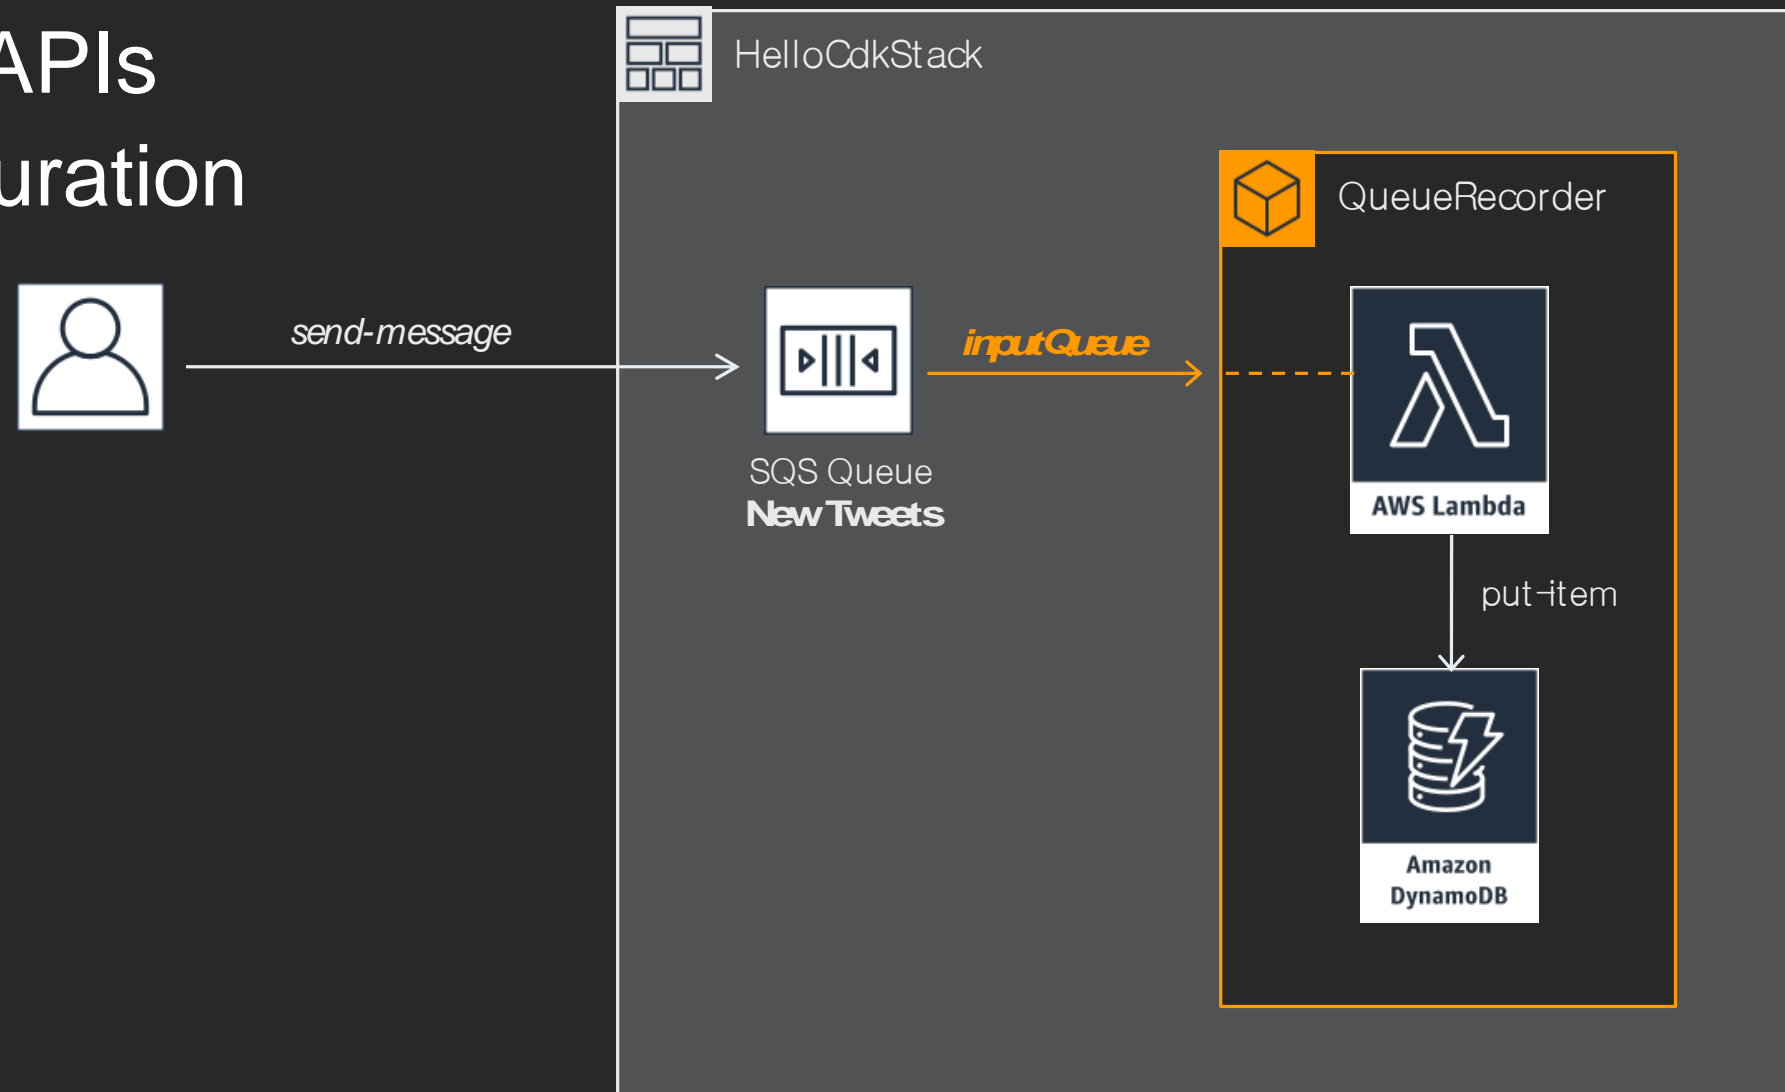 APIs
uration
HelloCdkStack
QueueRecorder
send-message
inputQueue
SQS Queue
New Tweets
AWS Lambda
put-item
Amazon
DynamoDB